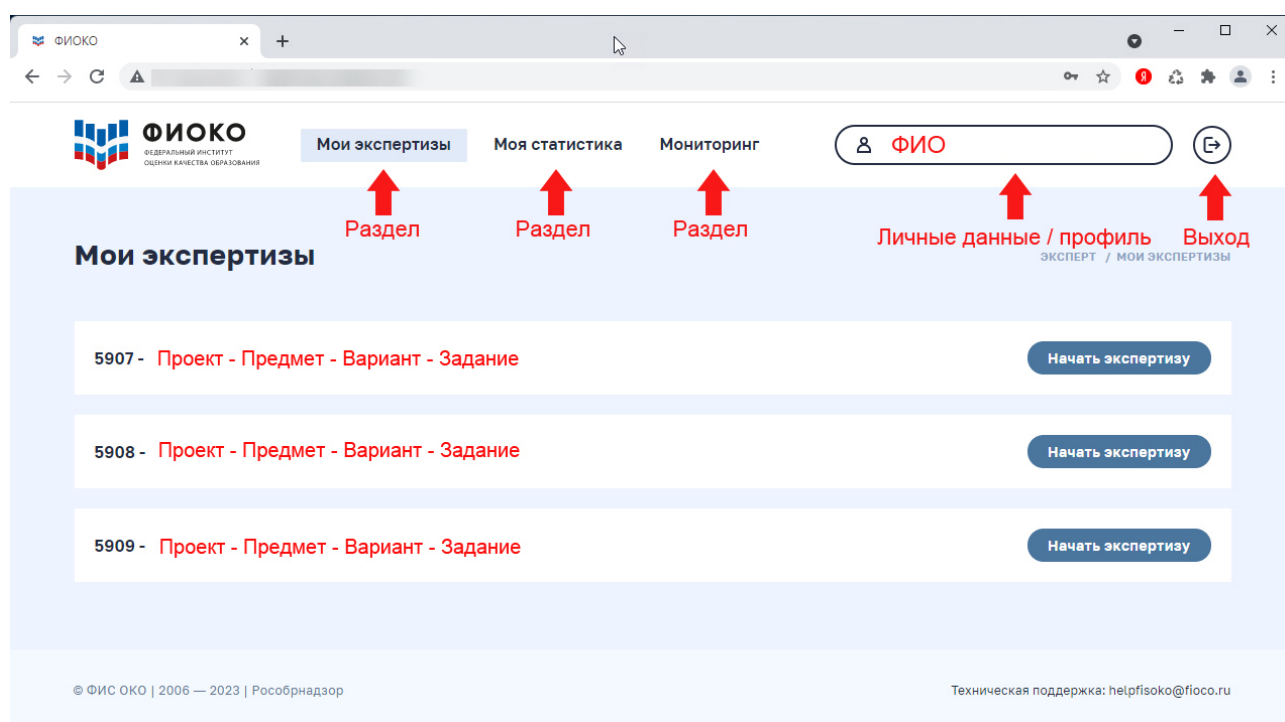 ФИОКО
ФИОКО
ФЕДЕРАЛЬНЫЙ ИНСТИТУТ
ОЦЕНКИ КАЧЕСТВА ОБРАЗОВАНИЯ
Мои экспертизы
Моя статистика
Мониторинг
ФИО
Раздел
Раздел
Раздел
Личные данные / профиль
Выход
Мои экспертизы
ЭКСПЕРТ / МОИ ЭКСПЕРТИЗЫ
5907 - Проект - Предмет - Вариант - Задание
Начать экспертизу
5908 - Проект - Предмет - Вариант - Задание
Начать экспертизу
5909 - Проект - Предмет - Вариант - Задание
Начать экспертизу
© ФИС ОКО | 2006 — 2023 | Рособрнадзор
Техническая поддержка: helpfisoko@fioco.ru